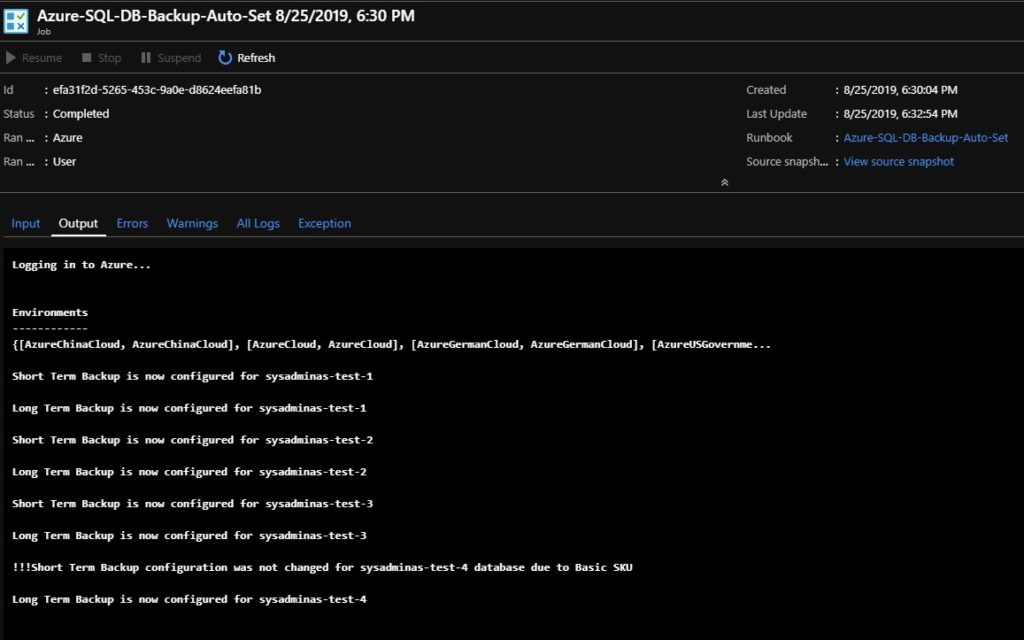 Azure-SQL-DB-Backup-Auto-Set 8/25/2019, 6:30 PM
Job
Resume Stop Suspend Refresh
Id : efa31f2d-5265-453c-9a0e-d8624eefa81b Created : 8/25/2019, 6:30:04 PM
Status : Completed Last Update : 8/25/2019, 6:32:54 PM
Ran ... : Azure Runbook : Azure-SQL-DB-Backup-Auto-Set
Ran ... : User Source snapsh... : View source snapshot
Input Output Errors Warnings All Logs Exception
Logging in to Azure...
Environments
------------
{[AzureChinaCloud, AzureChinaCloud], [AzureCloud, AzureCloud], [AzureGermanCloud, AzureGermanCloud], [AzureUSGovernme...
Short Term Backup is now configured for sysadminas-test-1
Long Term Backup is now configured for sysadminas-test-1
Short Term Backup is now configured for sysadminas-test-2
Long Term Backup is now configured for sysadminas-test-2
Short Term Backup is now configured for sysadminas-test-3
Long Term Backup is now configured for sysadminas-test-3
!!!Short Term Backup configuration was not changed for sysadminas-test-4 database due to Basic SKU
Long Term Backup is now configured for sysadminas-test-4